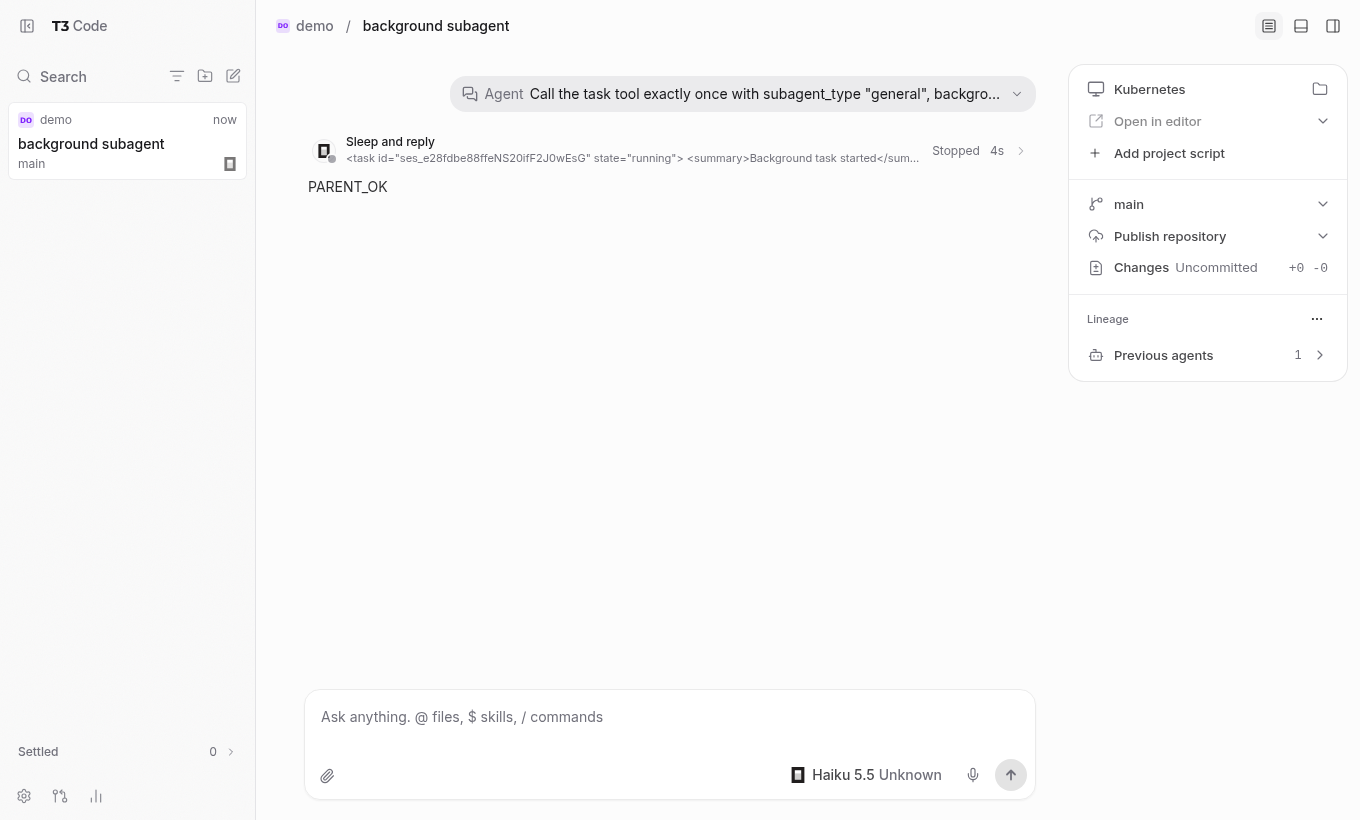 T3 Code
Search
DO demo now
background subagent
main
Settled 0
DO demo / background subagent
Agent Call the task tool exactly once with subagent_type "general", backgro...
Sleep and reply
<task id="ses_e28fdbe88ffeNS20ifF2J0wEsG" state="running"> <summary>Background task started</sum...
Stopped 4s
PARENT_OK
Ask anything. @ files, $ skills, / commands
Haiku 5.5 Unknown
Kubernetes
Open in editor
Add project script
main
Publish repository
Changes Uncommitted +0 -0
Lineage
Previous agents 1